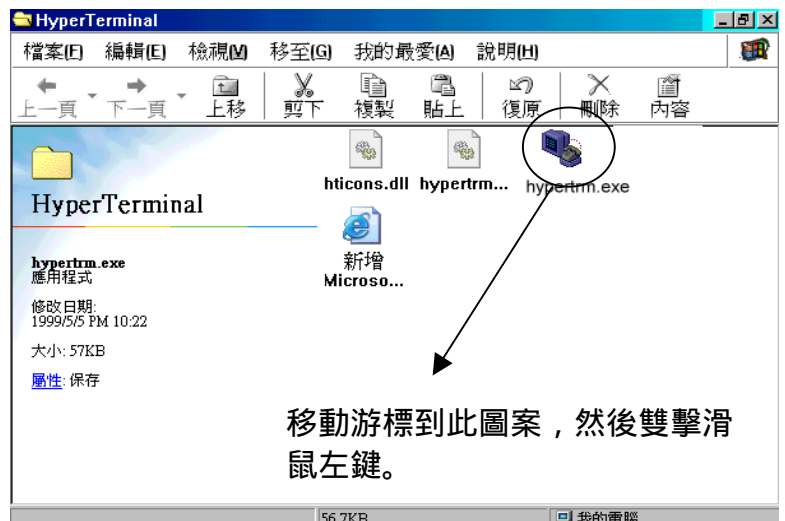 HyperTerminal
檔案(F) 編輯(E) 檢視(V) 移至(G) 我的最愛(A) 說明(H)
上一頁 下一頁 上移 剪下 複製 貼上 復原 刪除 內容
hticons.dll hypertrm... hypertrm.exe
HyperTerminal
新增
Microso...
hypertrm.exe
應用程式
修改日期:
1999/5/5 PM 10:22
大小: 57KB
屬性: 保存
移動游標到此圖案，然後雙擊滑
鼠左鍵。
56.7KB 我的電腦